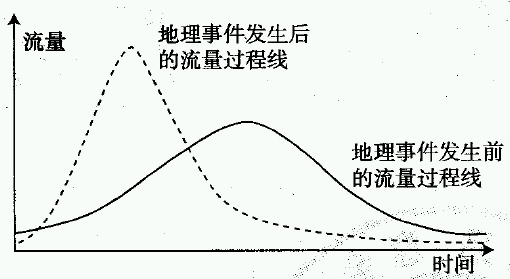 流量
地理事件发生后
的流量过程线
地理事件发生前
的流量过程线
时间